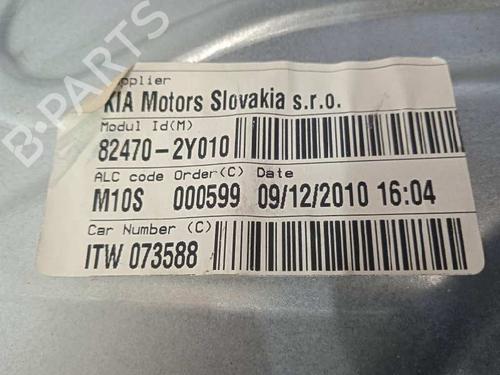 B-PARTS
Supplier
KIA Motors Slovakia s.r.o.
Modul Id(M)
82470-2Y010
ALC code Order(C) Date
M10S 000599 09/12/2010 16:04
Car Number (C)
ITW 073588